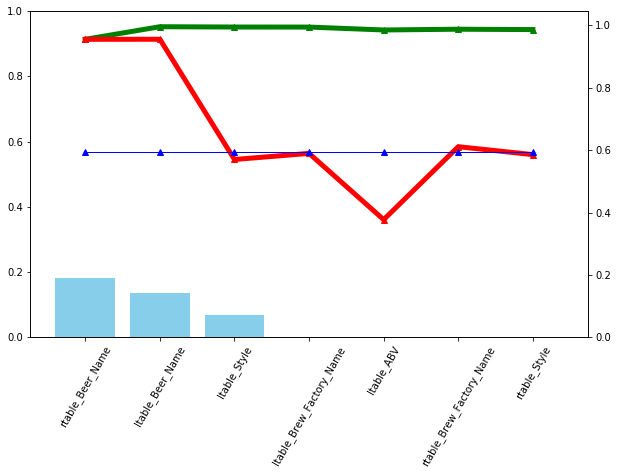 1.0
0.8
0.6
0.4
0.2
0.0
1.0
0.8
0.6
0.4
0.2
0.0
rtable_Beer_Name
ltable_Beer_Name
ltable_Style
ltable_Brew_Factory_Name
ltable_ABV
rtable_Brew_Factory_Name
rtable_Style